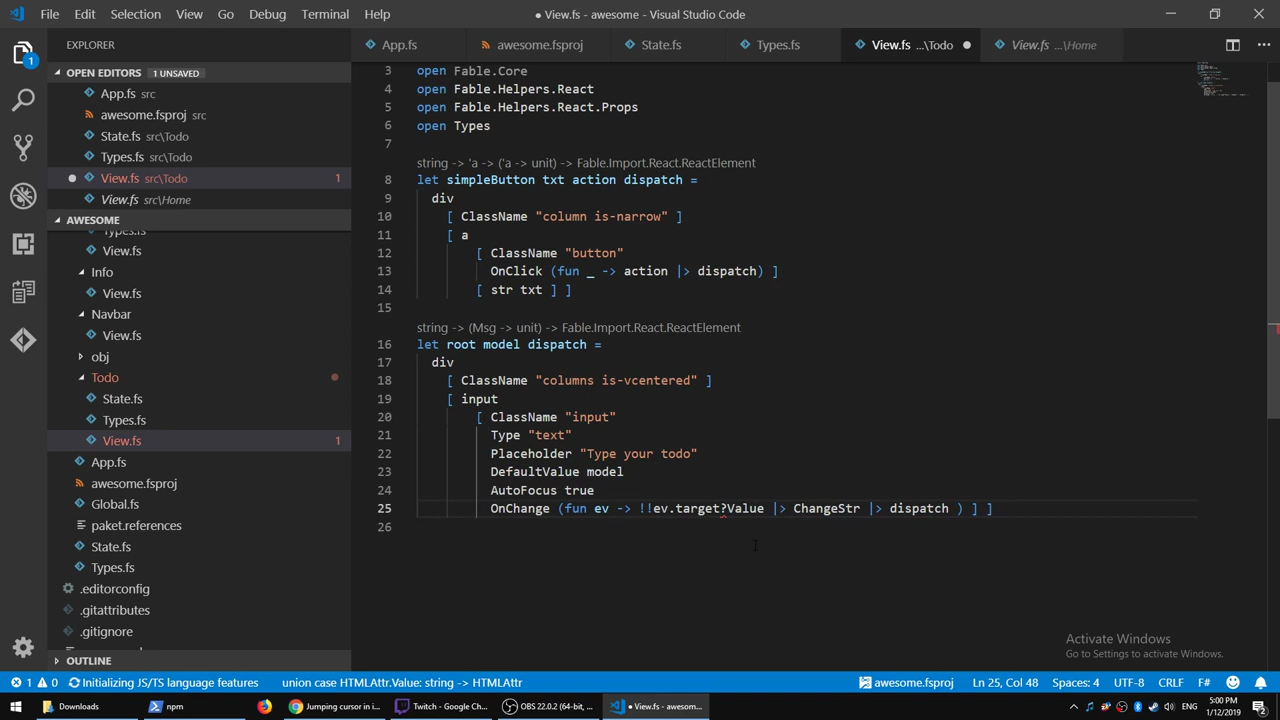 File Edit Selection View Go Debug Terminal Help ● View.fs - awesome - Visual Studio Code
EXPLORER
App.fs awesome.fsproj State.fs Types.fs View.fs ...\Todo ● View.fs ...\Home
OPEN EDITORS 1 UNSAVED
App.fs src
awesome.fsproj src
State.fs src\Todo
Types.fs src\Todo
● View.fs src\Todo 1
View.fs src\Home
AWESOME
Types.fs
View.fs
Info
View.fs
Navbar
View.fs
obj
Todo
State.fs
Types.fs
View.fs 1
App.fs
awesome.fsproj
Global.fs
paket.references
State.fs
Types.fs
.editorconfig
.gitattributes
.gitignore
OUTLINE
1
3 open Fable.Core
4 open Fable.Helpers.React
5 open Fable.Helpers.React.Props
6 open Types
7
string -> 'a -> ('a -> unit) -> Fable.Import.React.ReactElement
8 let simpleButton txt action dispatch =
9 div
10 [ ClassName "column is-narrow" ]
11 [ a
12 [ ClassName "button"
13 OnClick (fun _ -> action |> dispatch) ]
14 [ str txt ] ]
15
string -> (Msg -> unit) -> Fable.Import.React.ReactElement
16 let root model dispatch =
17 div
18 [ ClassName "columns is-vcentered" ]
19 [ input
20 [ ClassName "input"
21 Type "text"
22 Placeholder "Type your todo"
23 DefaultValue model
24 AutoFocus true
25 OnChange (fun ev -> !!ev.target?Value |> ChangeStr |> dispatch ) ] ]
26
Activate Windows
Go to Settings to activate Windows.
1 0 Initializing JS/TS language features union case HTMLAttr.Value: string -> HTMLAttr awesome.fsproj Spaces: 4 UTF-8 CRLF F#
Downloads npm Jumping cursor in i... Twitch - Google Ch... OBS 22.0.2 (64-bit, ... ● View.fs - awesom... 5:00 PM
1/12/2019
2